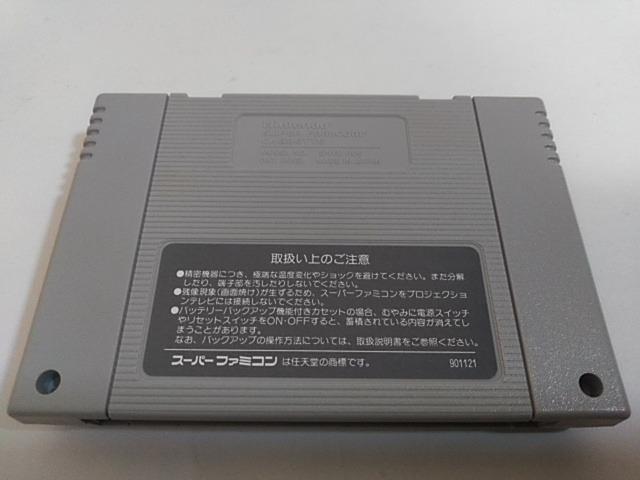 Nintendo
SUPER FAMICOM
CASSETTE
取扱い上のご注意
●精密機器につき、極端な温度変化やショックを避けてください。また分解
したり、端子部を汚したりしないでください。
●残像現象(画面焼け)が生ずるため、スーパーファミコンをプロジェクショ
ンテレビには接続しないでください。
●バッテリーバックアップ機能付きカセットの場合、むやみに電源スイッチ
やリセットスイッチをON・OFFすると、蓄積されている内容が消えてし
まうことがあります。
なお、バックアップの操作方法については、取扱説明書をご参照ください。
スーパーファミコン は任天堂の商標です。 901121